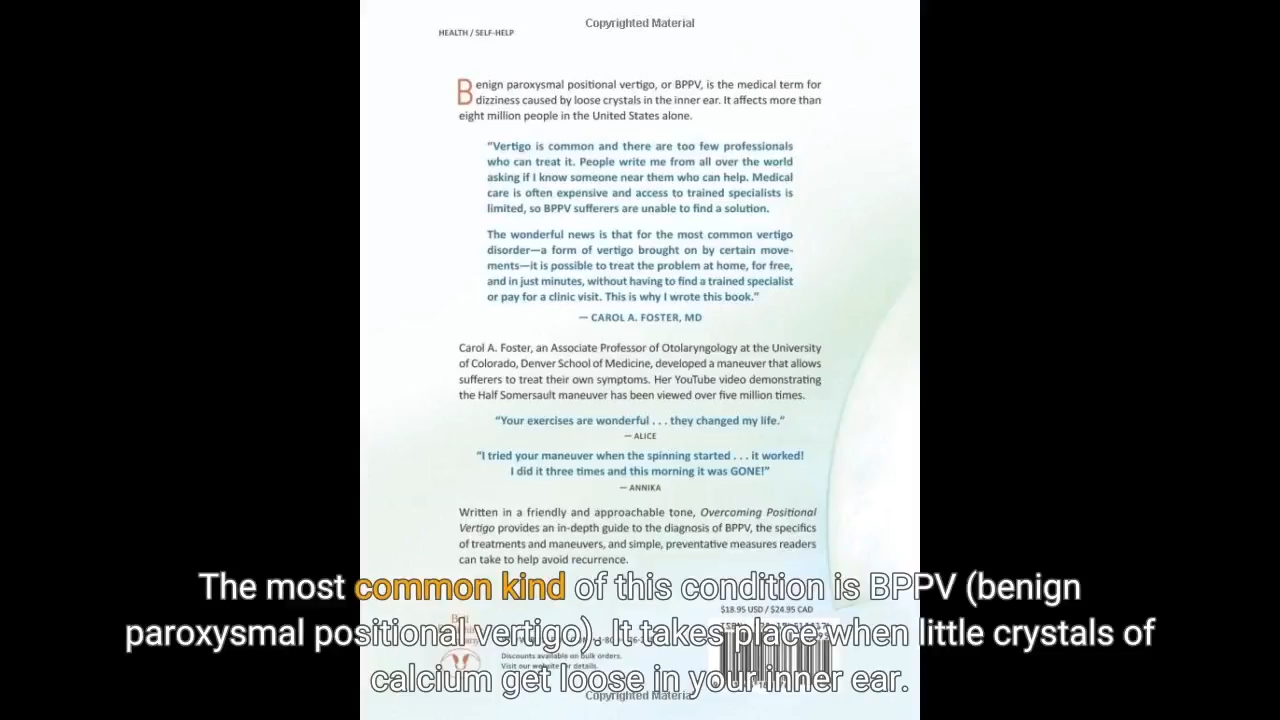 Copyrighted Material
HEALTH / SELF-HELP
Benign paroxysmal positional vertigo, or BPPV, is the medical term for
dizziness caused by loose crystals in the inner ear. It affects more than
eight million people in the United States alone.
“Vertigo is common and there are too few professionals
who can treat it. People write me from all over the world
asking if I know someone near them who can help. Medical
care is often expensive and access to trained specialists is
limited, so BPPV sufferers are unable to find a solution.
The wonderful news is that for the most common vertigo
disorder—a form of vertigo brought on by certain move-
ments—it is possible to treat the problem at home, for free,
and in just minutes, without having to find a trained specialist
or pay for a clinic visit. This is why I wrote this book.”
— CAROL A. FOSTER, MD
Carol A. Foster, an Associate Professor of Otolaryngology at the University
of Colorado, Denver School of Medicine, developed a maneuver that allows
sufferers to treat their own symptoms. Her YouTube video demonstrating
the Half Somersault maneuver has been viewed over five million times.
“Your exercises are wonderful . . . they changed my life.”
— ALICE
“I tried your maneuver when the spinning started . . . it worked!
I did it three times and this morning it was GONE!”
— ANNIKA
Written in a friendly and approachable tone, Overcoming Positional
Vertigo provides an in-depth guide to the diagnosis of BPPV, the specifics
of treatments and maneuvers, and simple, preventative measures readers
can take to help avoid recurrence.
The most common kind of this condition is BPPV (benign
paroxysmal positional vertigo). It takes place when little crystals of
calcium get loose in your inner ear.
$18.95 USD / $24.95 CAD
Discounts available on bulk orders.
Visit our website for details.
Copyrighted Material